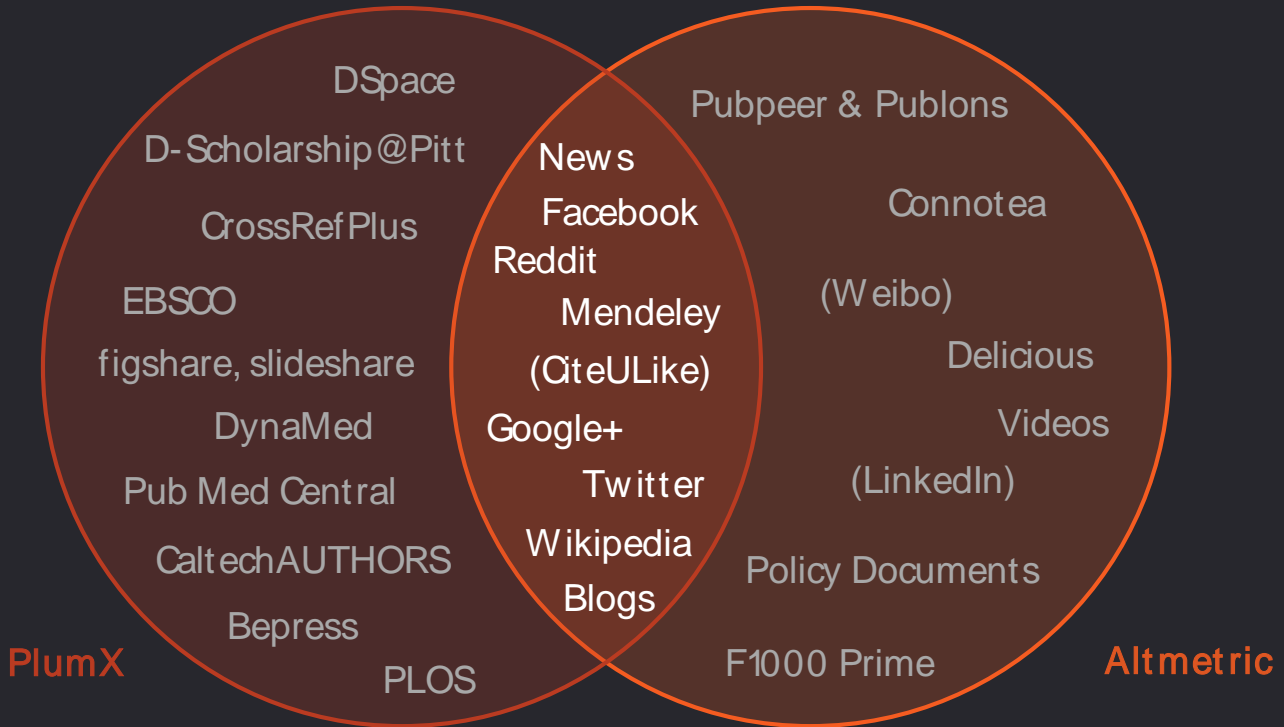 DSpace
D-Scholarship@Pitt
CrossRefPlus
EBSCO
figshare, slideshare
DynaMed
Pub Med Central
CaltechAUTHORS
Bepress
PLOS
PlumX
News
Facebook
Reddit
Mendeley
(CiteULike)
Google+
Twitter
Wikipedia
Blogs
Pubpeer & Publons
Connotea
(Weibo)
Delicious
Videos
(LinkedIn)
Policy Documents
F1000 Prime
Altmetric